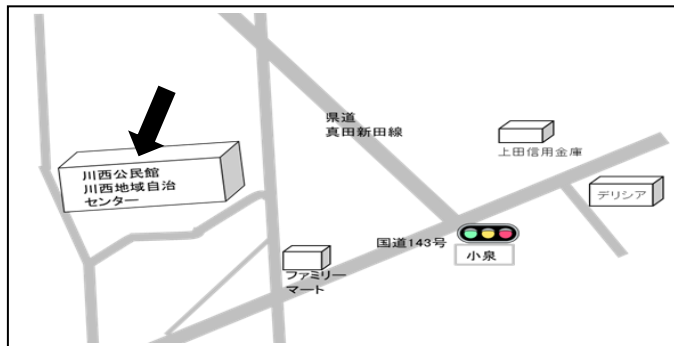 県道
真田新田線
上田信用金庫
川西公民館
川西地域自治
センター
デリシア
国道143号
小泉
ファミリー
マート